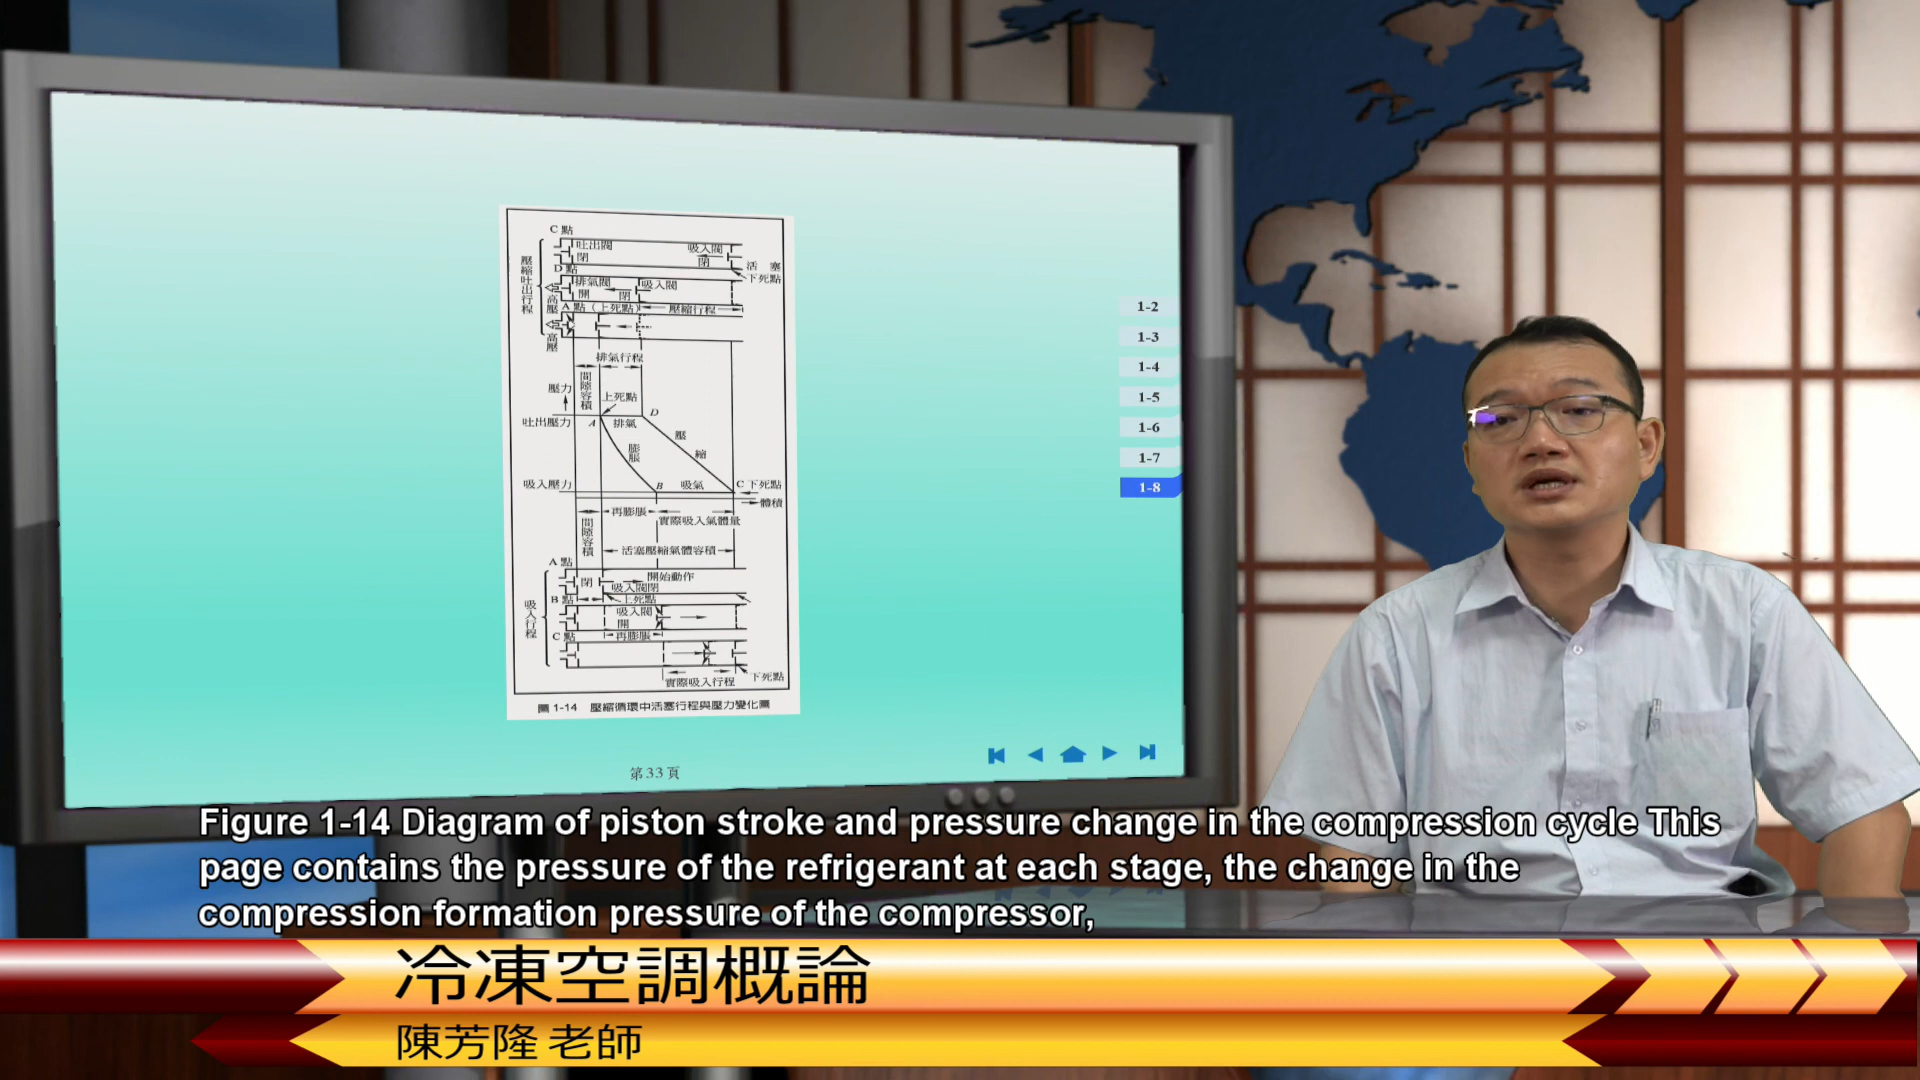 C 點
吐出閥
吸入閥
閉
閉
活 塞
下死點
壓縮吐出行程
D 點
排氣閥
吸入閥
開
閉
高壓
A 點(上死點)
壓縮行程
高壓
排氣行程
間隙容積
壓力
上死點
D
吐出壓力
A
排氣
壓
縮
膨脹
吸入壓力
B
吸氣
C 下死點
體積
再膨脹
實際吸入氣體量
間隙容積
活塞壓縮氣體容積
A 點
閉
開始動作
吸入閥閉
B 點
上死點
吸入行程
吸入閥
開
C 點
再膨脹
實際吸入行程
下死點
圖 1-14 壓縮循環中活塞行程與壓力變化圖
第 33 頁
1-2
1-3
1-4
1-5
1-6
1-7
1-8
Figure 1-14 Diagram of piston stroke and pressure change in the compression cycle This
page contains the pressure of the refrigerant at each stage, the change in the
compression formation pressure of the compressor,
冷凍空調概論
陳芳隆 老師